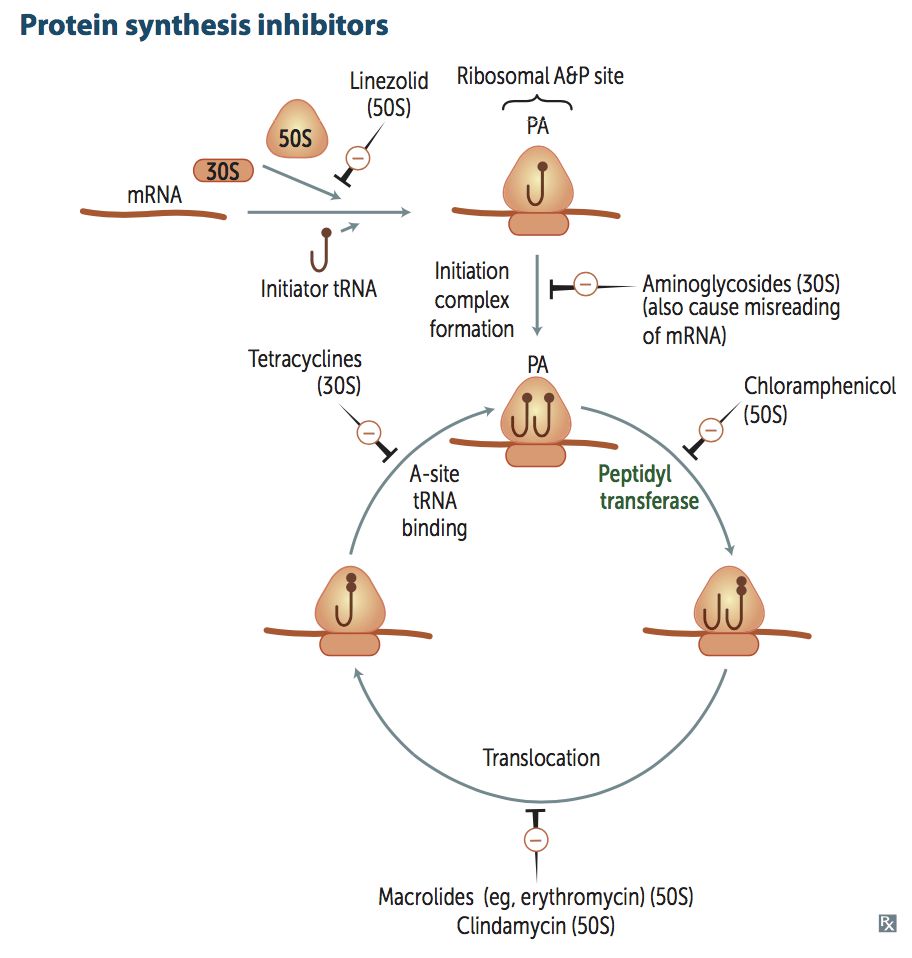 Protein synthesis inhibitors
Linezolid
(50S)
Ribosomal A&P site
PA
50S
30S
mRNA
Initiator tRNA
Initiation
complex
formation
Aminoglycosides (30S)
(also cause misreading
of mRNA)
Tetracyclines
(30S)
PA
Chloramphenicol
(50S)
A-site
tRNA
binding
Peptidyl
transferase
Translocation
Macrolides (eg, erythromycin) (50S)
Clindamycin (50S)
Rx